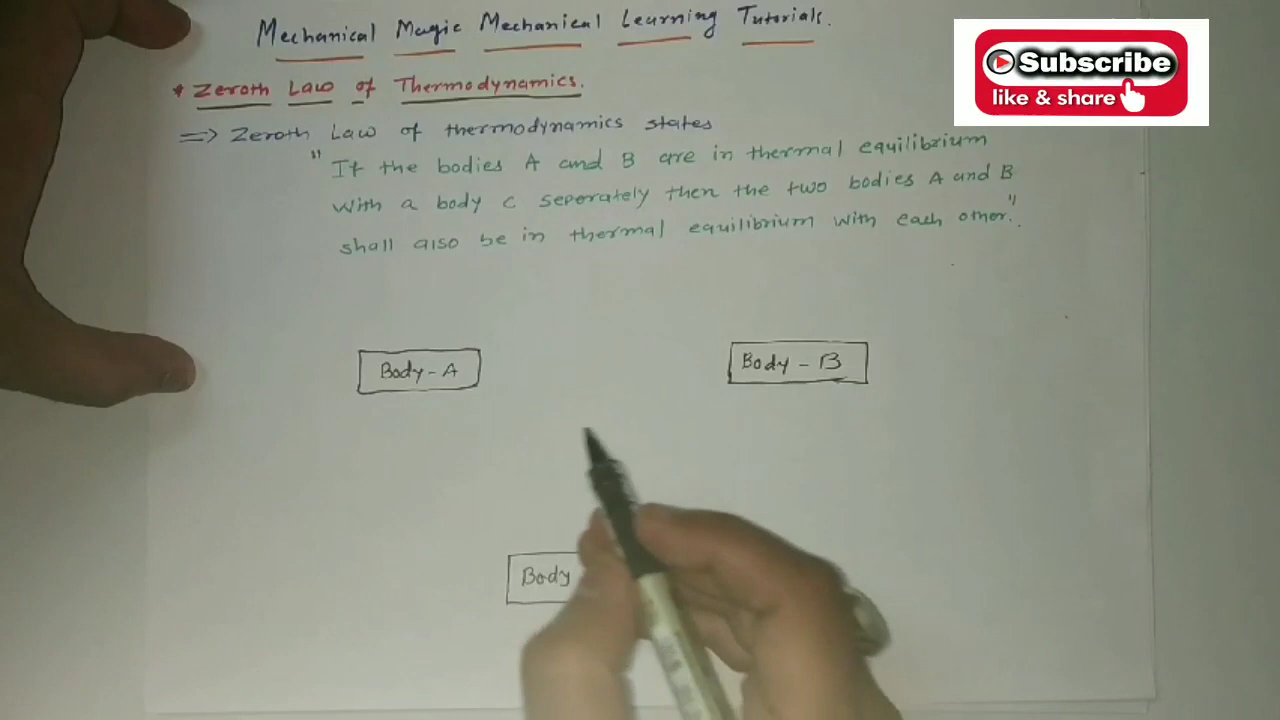 Mechanical Magic Mechanical Learning Tutorials.
Subscribe
like & share
* Zeroth Law of Thermodynamics.
=> Zeroth Law of thermodynamics states
"If the bodies A and B are in thermal equilibrium
with a body C seperately then the two bodies A and B
shall also be in thermal equilibrium with each other."
Body - A
Body - B
Body